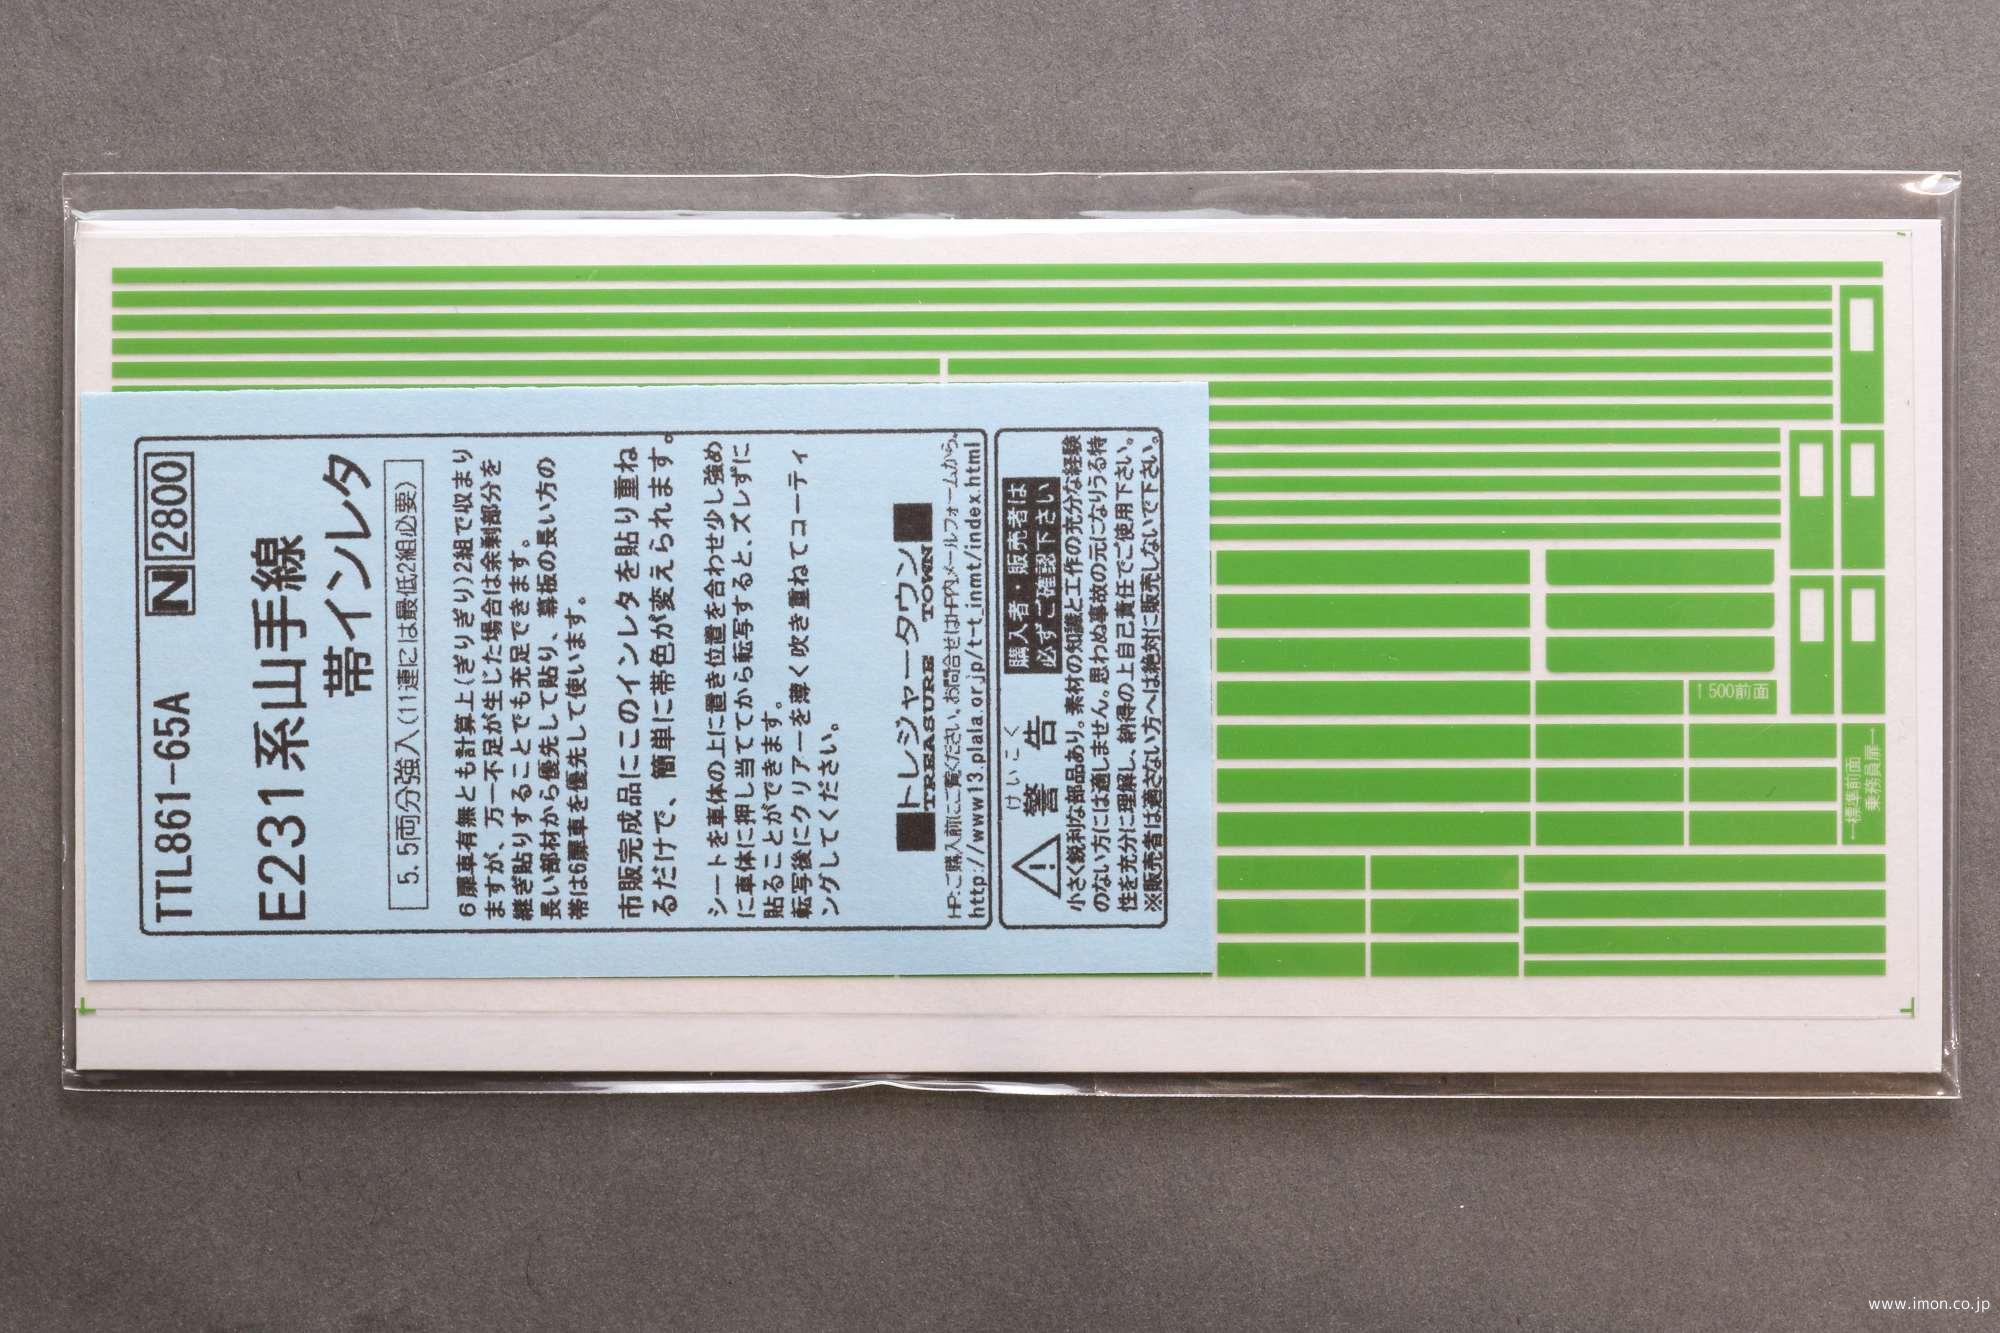 TTL861-65A N 2800
E231系山手線
帯インレタ
5.5両分強入(11連には最低2組必要)
6扉車有無とも計算上(ぎりぎり)2組で収まり
ますが、万一不足が生じた場合は余剰部分を
継ぎ貼りすることでも充足できます。
長い部材から優先して貼り、幕板の長い方の
帯は6扉車を優先して使います。
市販完成品にこのインレタを貼り重ね
るだけで、簡単に帯色が変えられます。
シートを車体の上に置き位置を合わせ少し強め
に車体に押し当ててから転写すると、ズレずに
貼ることができます。
転写後にクリアーを薄く吹き重ねてコーティ
ングしてください。
トレジャータウン
TREASURE TOWN
HP:ご購入前にご覧ください。お問合せはHP内メールフォームから。
http://www13.plala.or.jp/t-t_inmt/index.html
けいこく
警告
購入者・販売者は
必ずご確認下さい
小さく鋭利な部品あり。素材の知識と工作の充分な経験
のない方には適しません。思わぬ事故の元になりうる特
性を充分に理解し、納得の上自己責任でご使用下さい。
※販売者は適さない方へは絶対に販売しないで下さい。
↑500前面
←標準前面
乗務員扉→
www.imon.co.jp